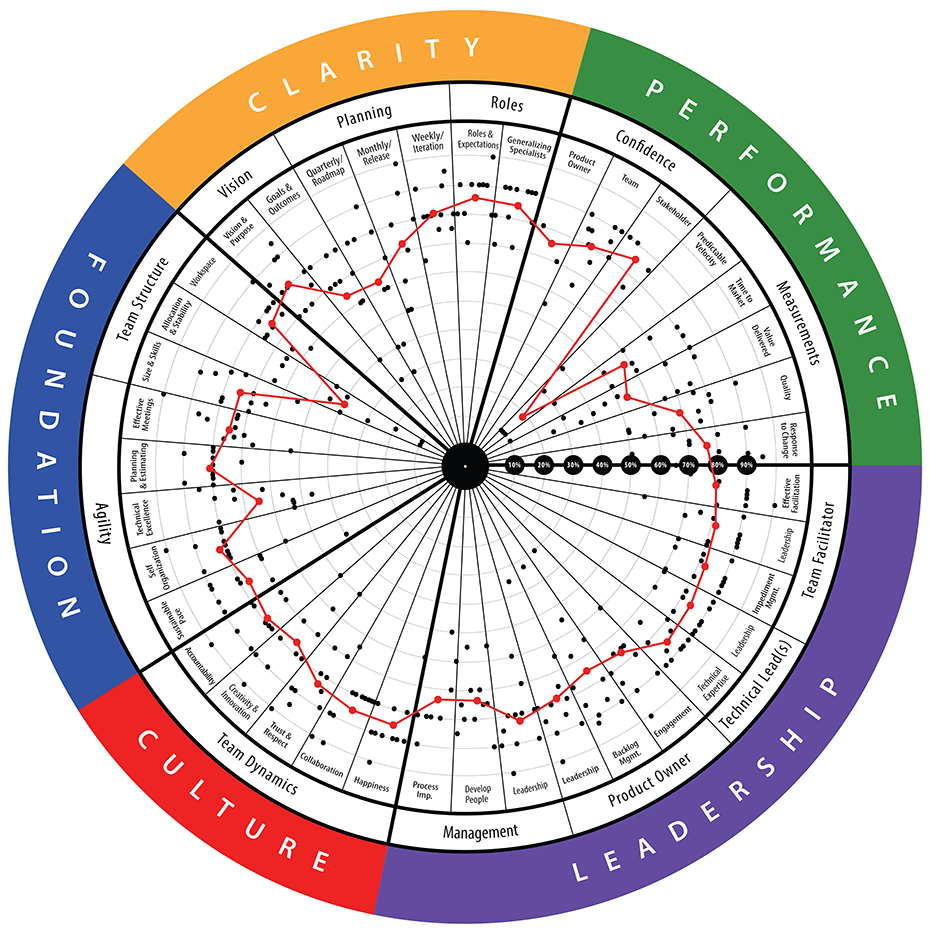 CLARITY
Vision
Vision &
Purpose
Planning
Goals &
Outcomes
Quarterly/
Roadmap
Monthly/
Release
Weekly/
Iteration
Roles
Roles &
Expectations
Generalizing
Specialists
PERFORMANCE
Confidence
Product
Owner
Team
Stakeholder
Measurements
Predictable
Velocity
Time to
Market
Value
Delivered
Quality
Response
to Change
10%
20%
30%
40%
50%
60%
70%
80%
90%
LEADERSHIP
Team Facilitator
Effective
Facilitation
Leadership
Impediment
Mgmt.
Technical Lead(s)
Leadership
Technical
Expertise
Product Owner
Engagement
Backlog
Mgmt.
Leadership
Management
Leadership
Develop
People
Process
Imp.
CULTURE
Team Dynamics
Happiness
Collaboration
Trust &
Respect
Creativity &
Innovation
Accountability
FOUNDATION
Agility
Sustainable
Pace
Self
Organization
Technical
Excellence
Planning
& Estimating
Effective
Meetings
Team Structure
Size & Skills
Allocation
& Stability
Workspace